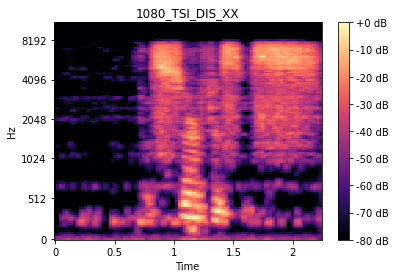 1080_TSI_DIS_XX
+0 dB
8192
-10 dB
4096
-20 dB
-30 dB
2048
-40 dB
Hz
1024
-50 dB
512
-60 dB
-70 dB
0
-80 dB
0 0.5 1 1.5 2
Time